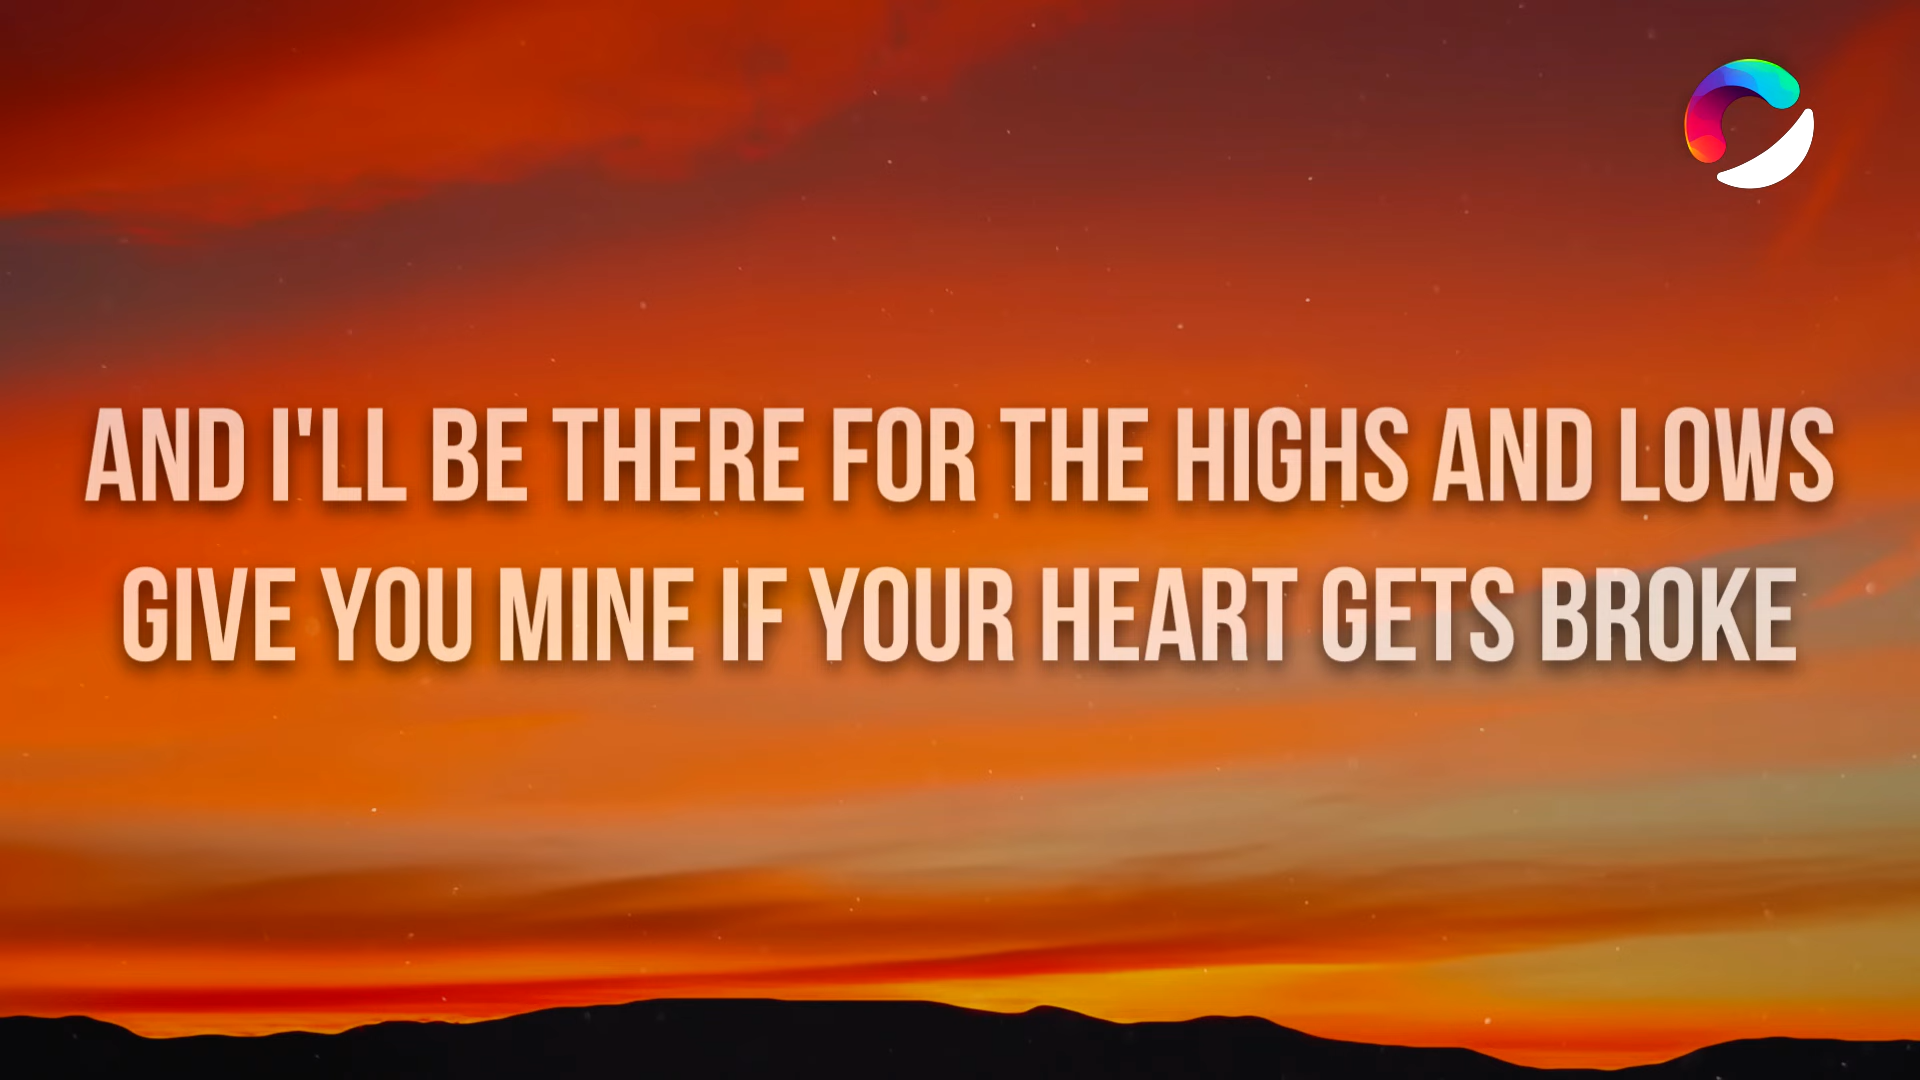 AND I'LL BE THERE FOR THE HIGHS AND LOWS
GIVE YOU MINE IF YOUR HEART GETS BROKE